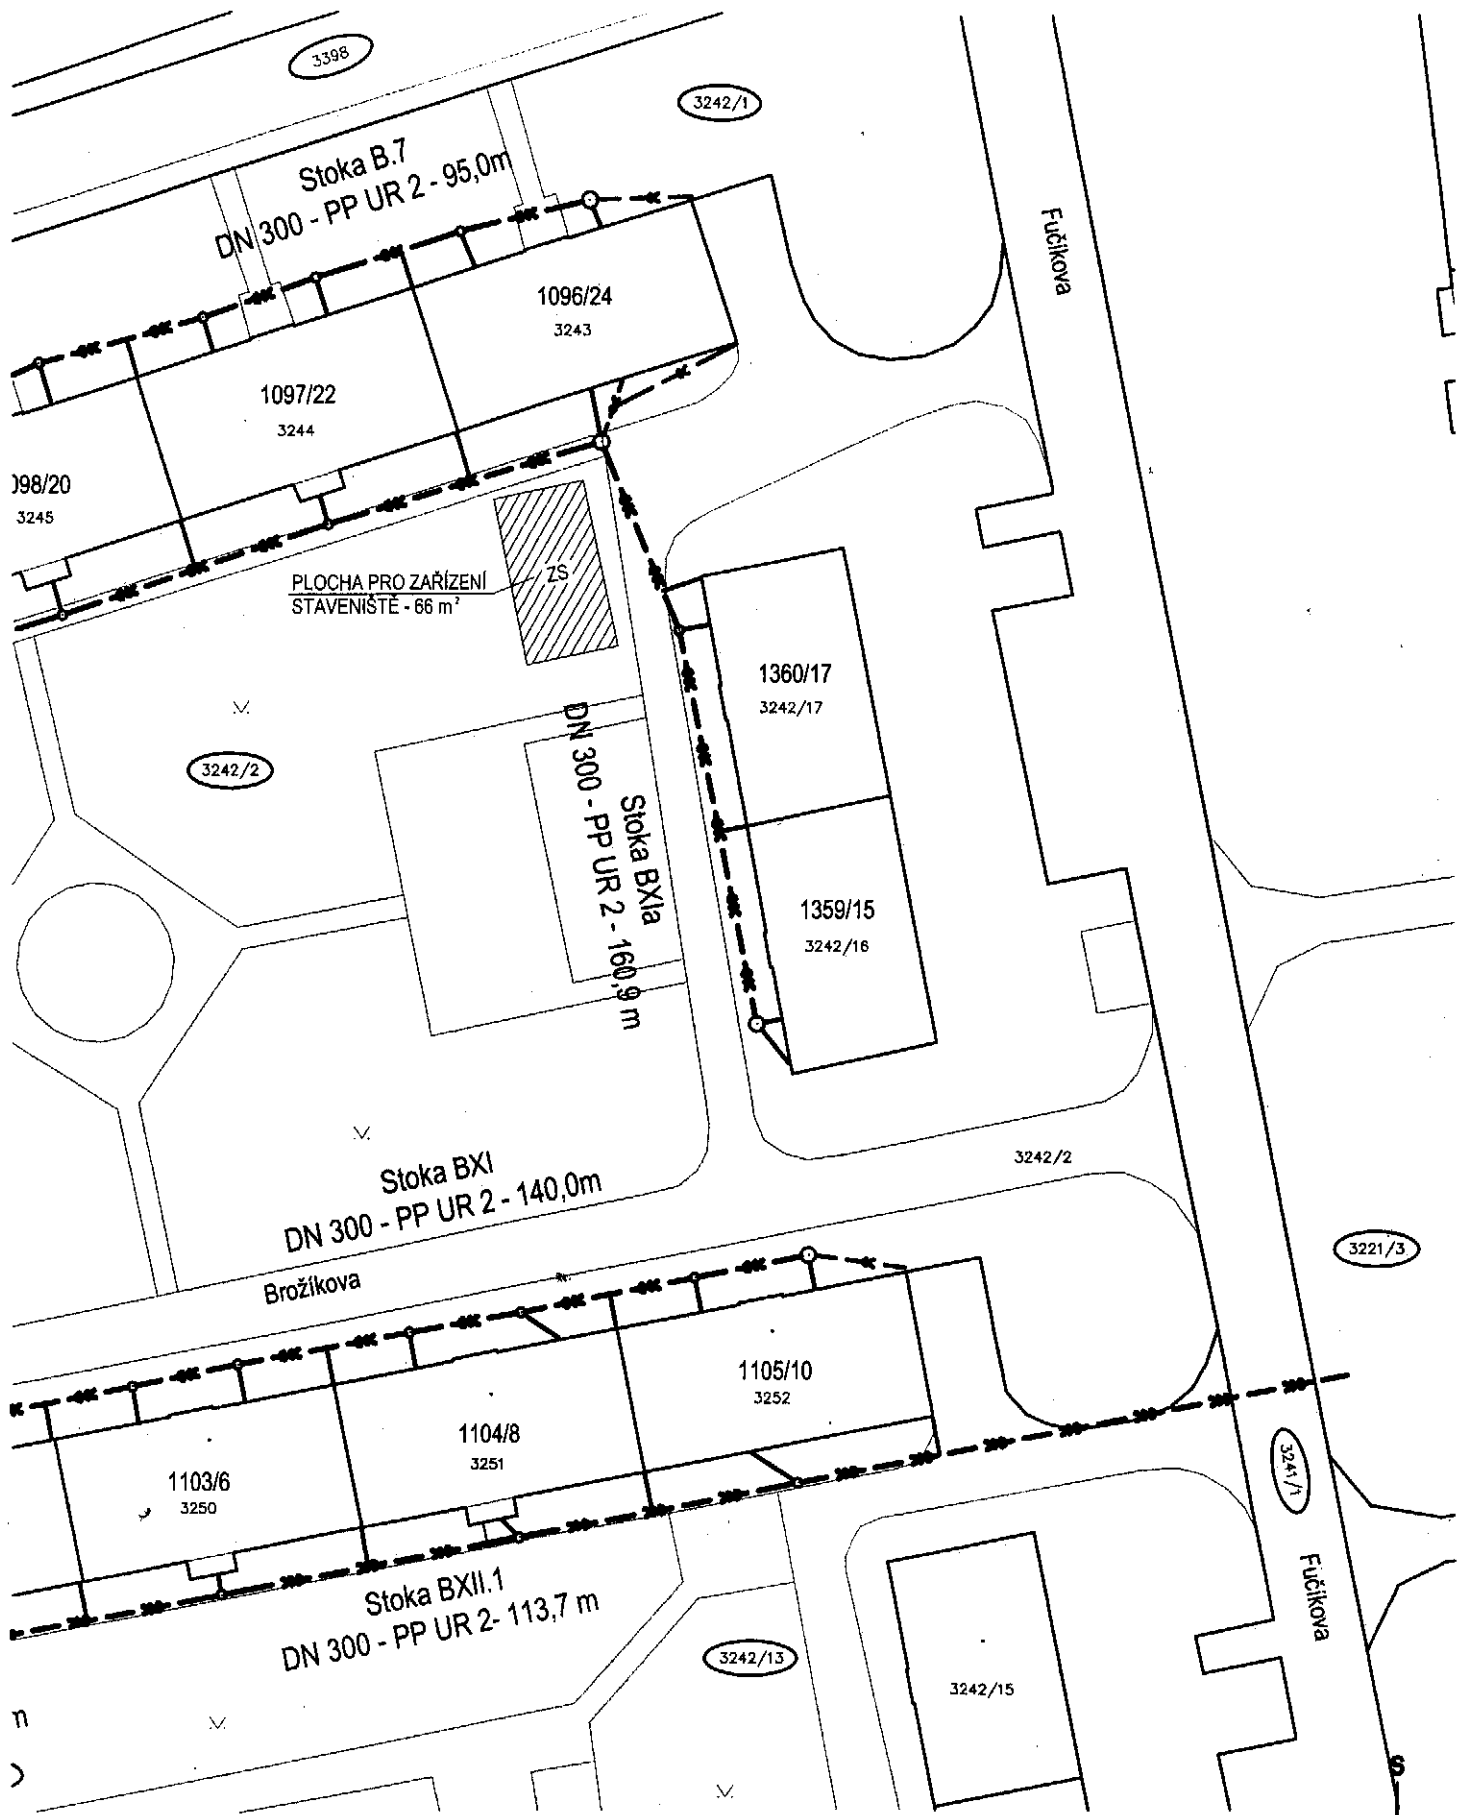 3398
3242/1
Stoka B.7
DN 300 - PP UR 2 - 95,0m
Fučíkova
1096/24
3243
1097/22
3244
098/20
3245
PLOCHA PRO ZAŘÍZENÍ
STAVENIŠTĚ - 66 m²
ZS
1360/17
3242/17
3242/2
Stoka BXIa
DN 300 - PP UR 2 - 160,9 m
1359/15
3242/16
Stoka BXI
DN 300 - PP UR 2 - 140,0m
3242/2
3221/3
Brožíkova
1105/10
3252
1104/8
3251
1103/6
3250
3241/1
Fučíkova
Stoka BXII.1
DN 300 - PP UR 2- 113,7 m
3242/13
3242/15
n
S